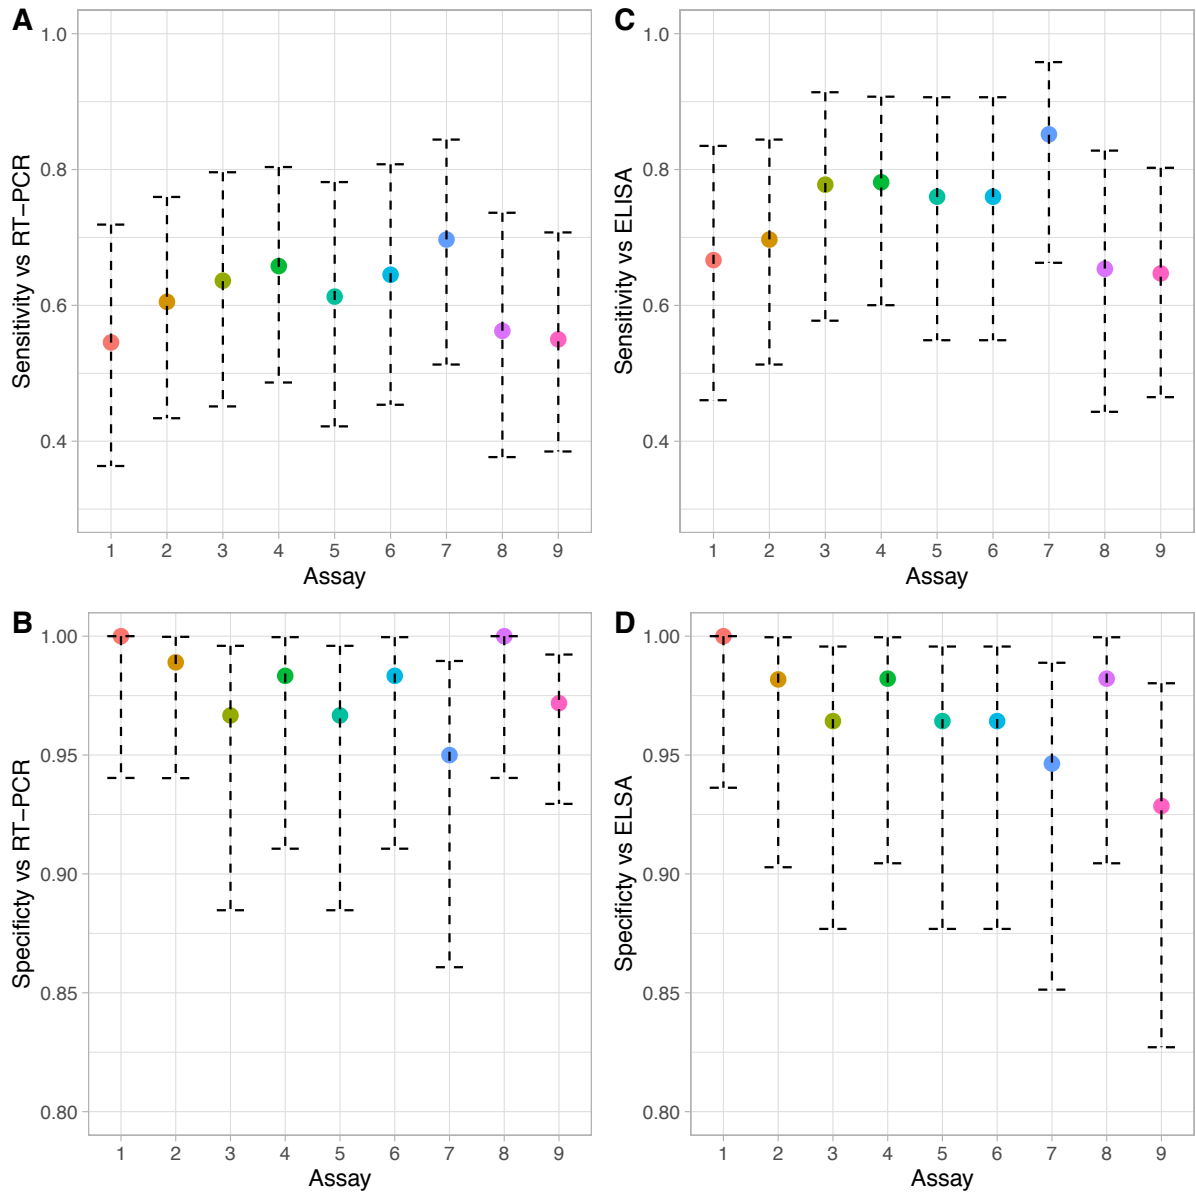 A
Sensitivity vs RT−PCR
1.0
0.8
0.6
0.4
1 2 3 4 5 6 7 8 9
Assay
C
Sensitivity vs ELISA
1.0
0.8
0.6
0.4
1 2 3 4 5 6 7 8 9
Assay
B
Specificty vs RT−PCR
1.00
0.95
0.90
0.85
0.80
1 2 3 4 5 6 7 8 9
Assay
D
Specificty vs ELSA
1.00
0.95
0.90
0.85
0.80
1 2 3 4 5 6 7 8 9
Assay